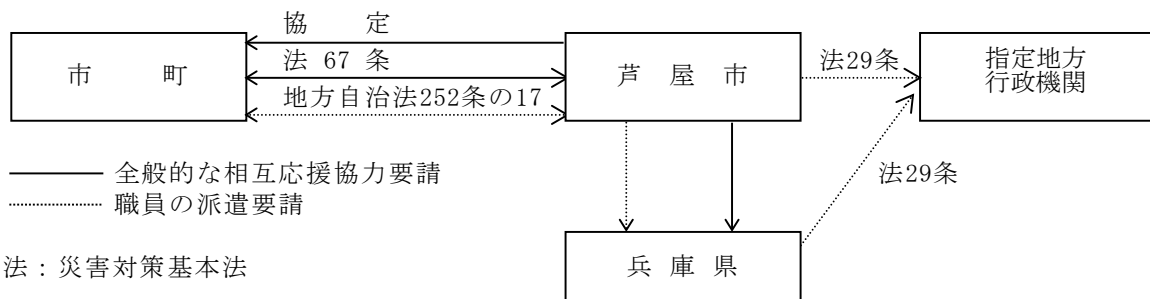 協　　定
市　　町
法 67 条
芦　屋　市
法29条
指定地方
行政機関
地方自治法252条の17
全般的な相互応援協力要請
職員の派遣要請
法29条
法：災害対策基本法
兵 庫 県